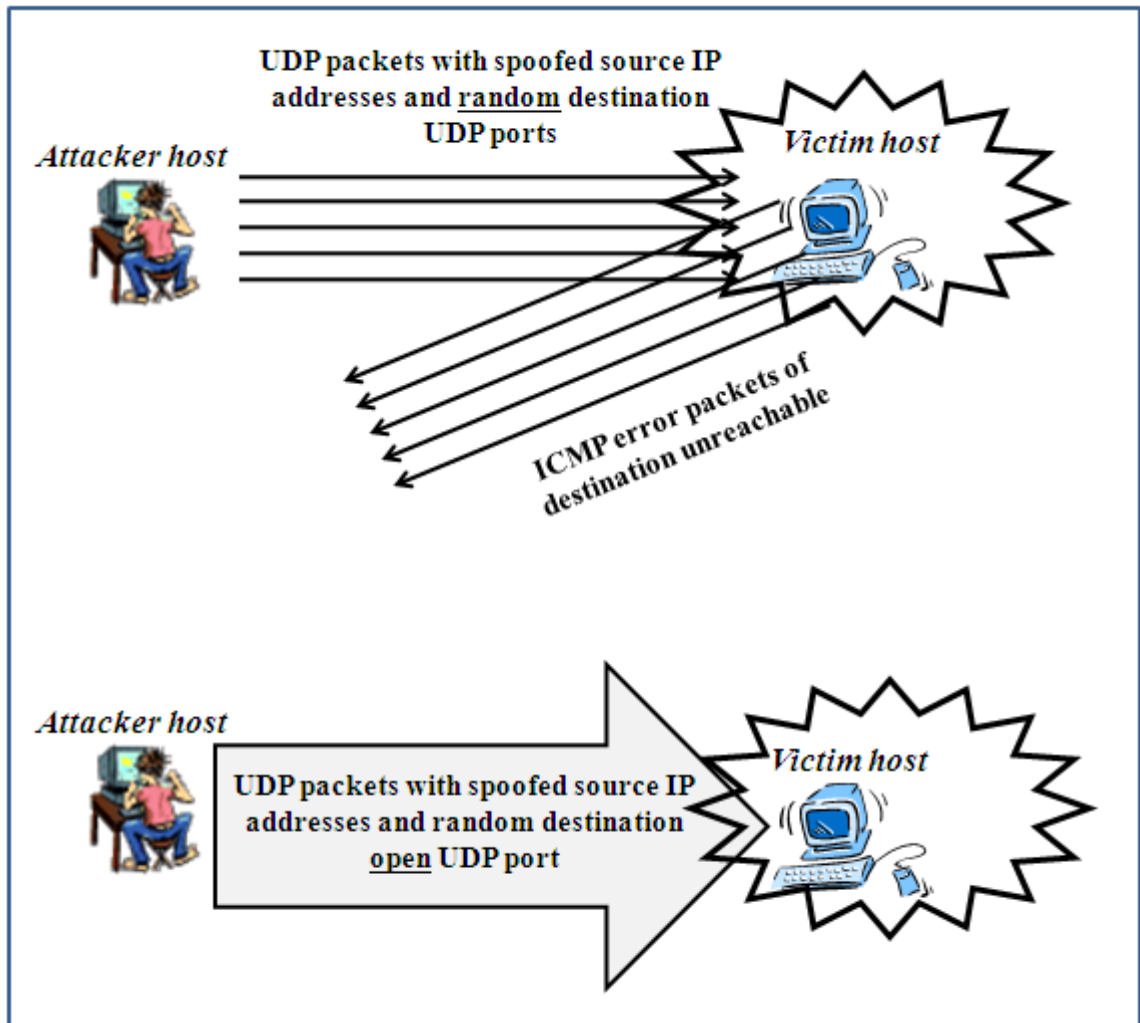 UDP packets with spoofed source IP
addresses and random destination
UDP ports
Attacker host
Victim host
ICMP error packets of
destination unreachable
Attacker host
Victim host
UDP packets with spoofed source IP
addresses and random destination
open UDP port